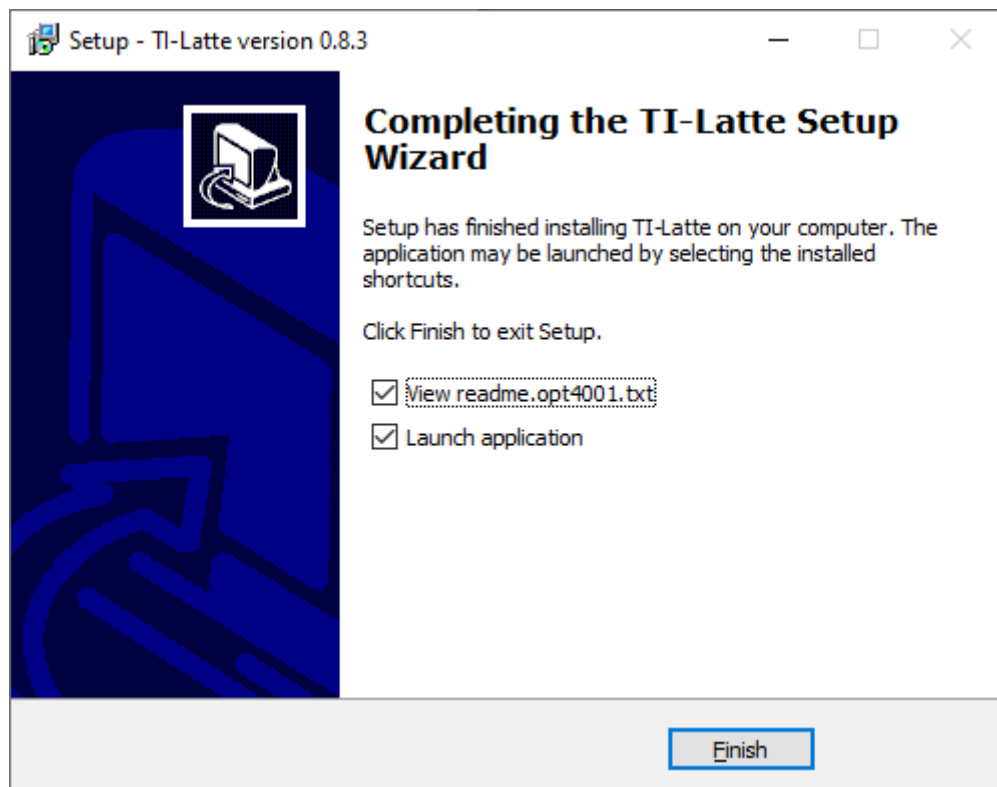 Setup - TI-Latte version 0.8.3
Completing the TI-Latte Setup
Wizard
Setup has finished installing TI-Latte on your computer. The
application may be launched by selecting the installed
shortcuts.
Click Finish to exit Setup.
View readme.opt4001.txt
Launch application
Finish